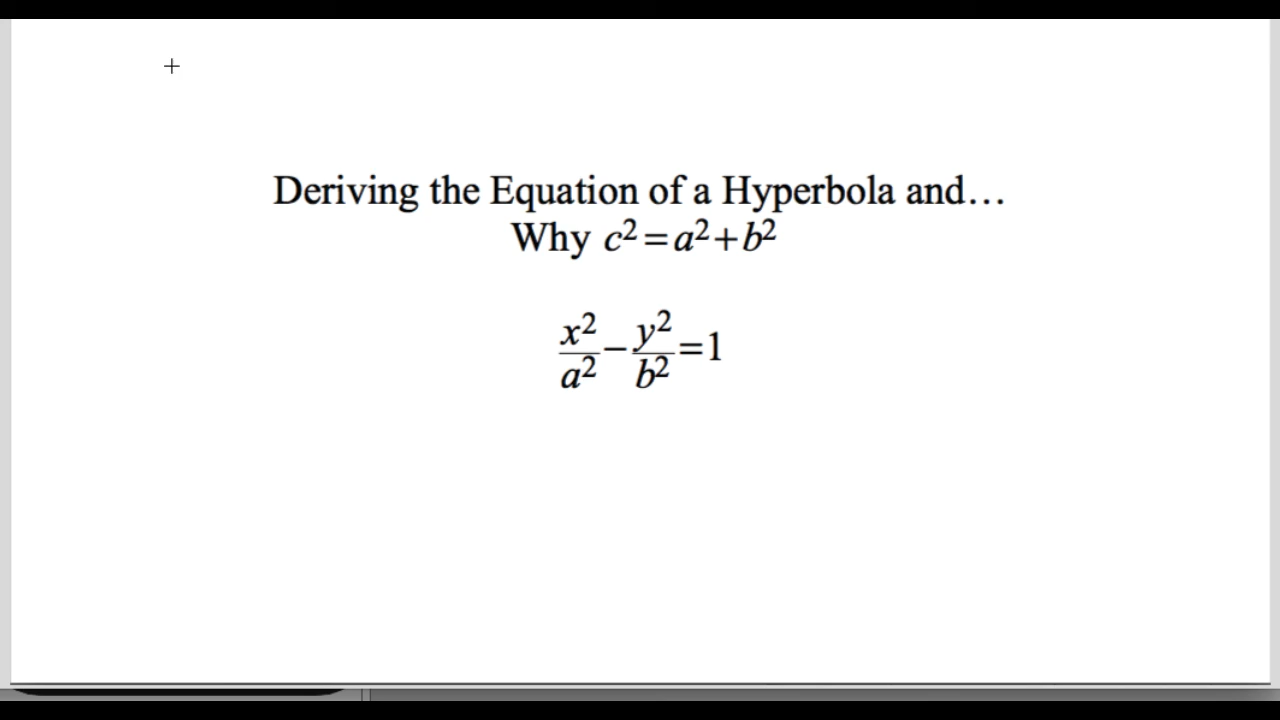 Deriving the Equation of a Hyperbola and…
Why c²=a²+b²
x²/a² − y²/b² =1